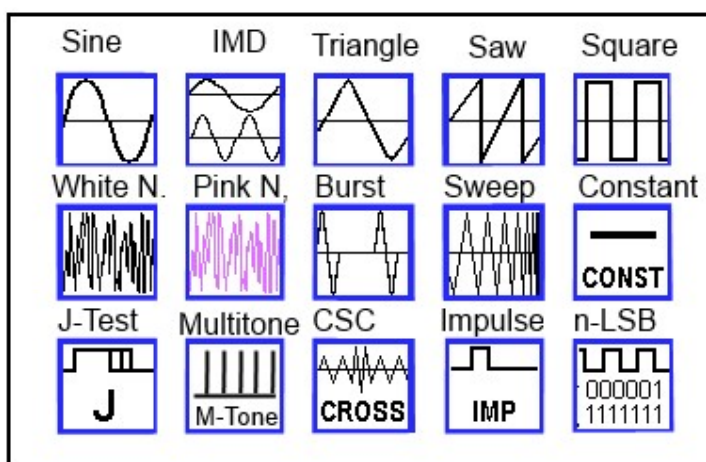 Sine IMD Triangle Saw Square
White N. Pink N, Burst Sweep Constant
CONST
J-Test Multitone CSC Impulse n-LSB
J M-Tone CROSS IMP 000001
1111111